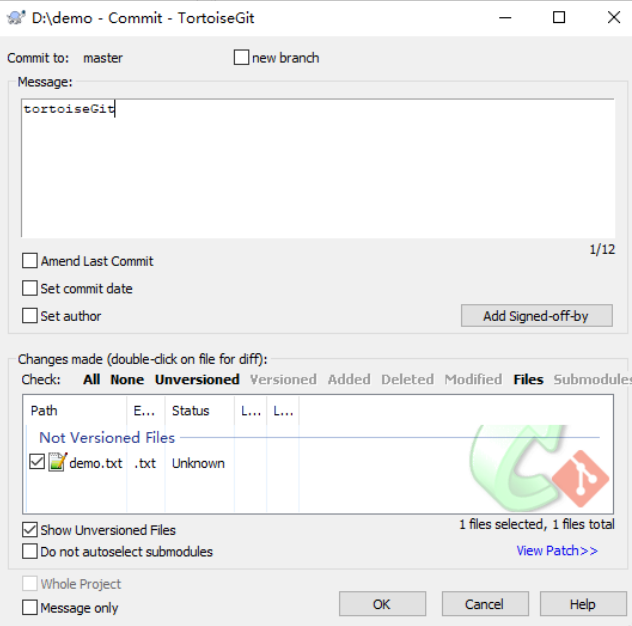 D:\demo - Commit - TortoiseGit
Commit to: master new branch
Message:
tortoiseGit
1/12
Amend Last Commit
Set commit date
Set author
Add Signed-off-by
Changes made (double-click on file for diff):
Check: All None Unversioned Versioned Added Deleted Modified Files Submodules
Path E... Status L... L...
Not Versioned Files
demo.txt .txt Unknown
Show Unversioned Files
1 files selected, 1 files total
Do not autoselect submodules
View Patch>>
Whole Project
Message only
OK Cancel Help